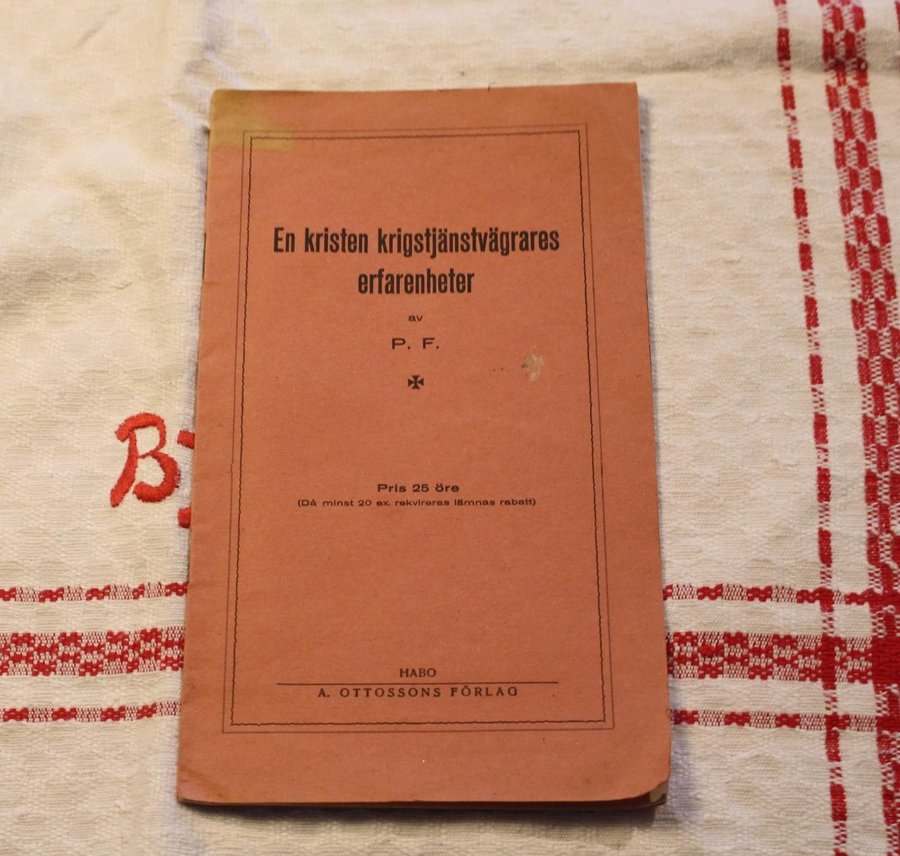 En kristen krigstjänstvägrares
erfarenheter
av
P. F.
Pris 25 öre
(Då minst 20 ex. rekvireras lämnas rabatt)
HABO
A. OTTOSSONS FÖRLAG
B